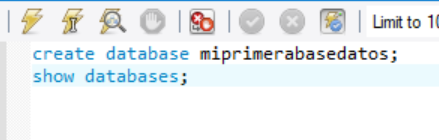 Limit to 10
create database miprimerabasedatos;
show databases;